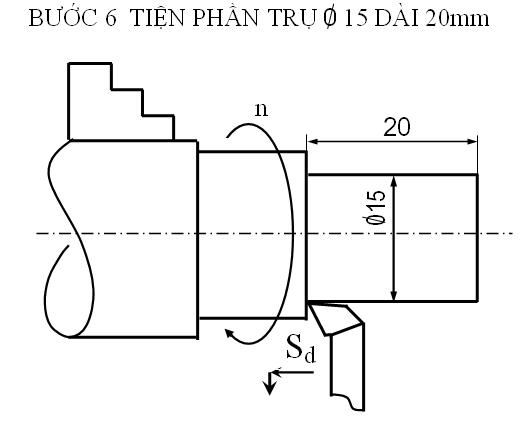 BƯỚC 6 TIỆN PHẦN TRỤ Ø 15 DÀI 20mm
n
20
Ø15
Sd